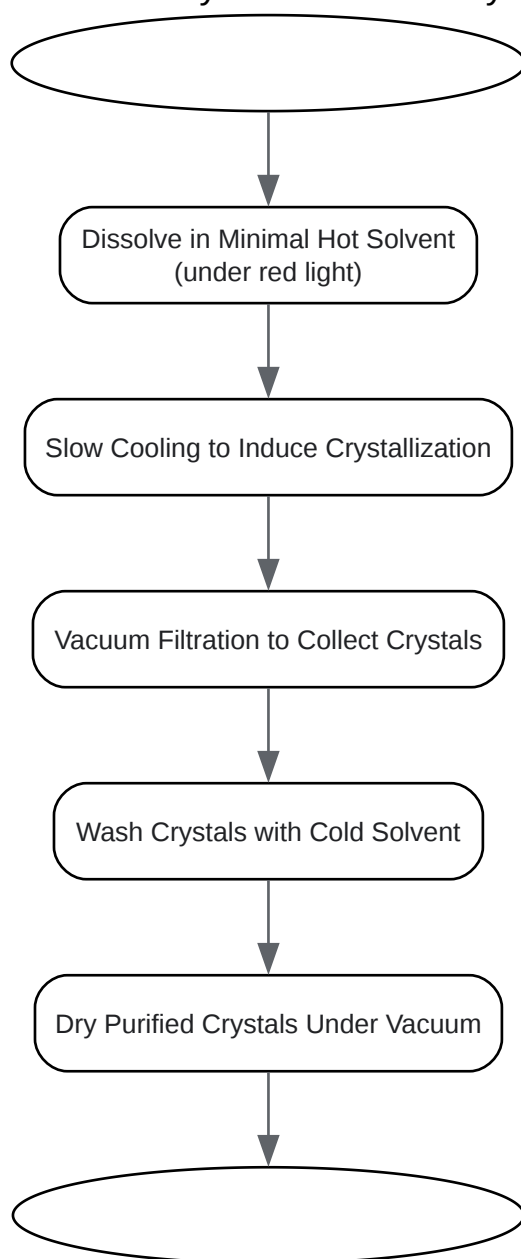 Dissolve in Minimal Hot Solvent
(under red light)
Slow Cooling to Induce Crystallization
Vacuum Filtration to Collect Crystals
Wash Crystals with Cold Solvent
Dry Purified Crystals Under Vacuum